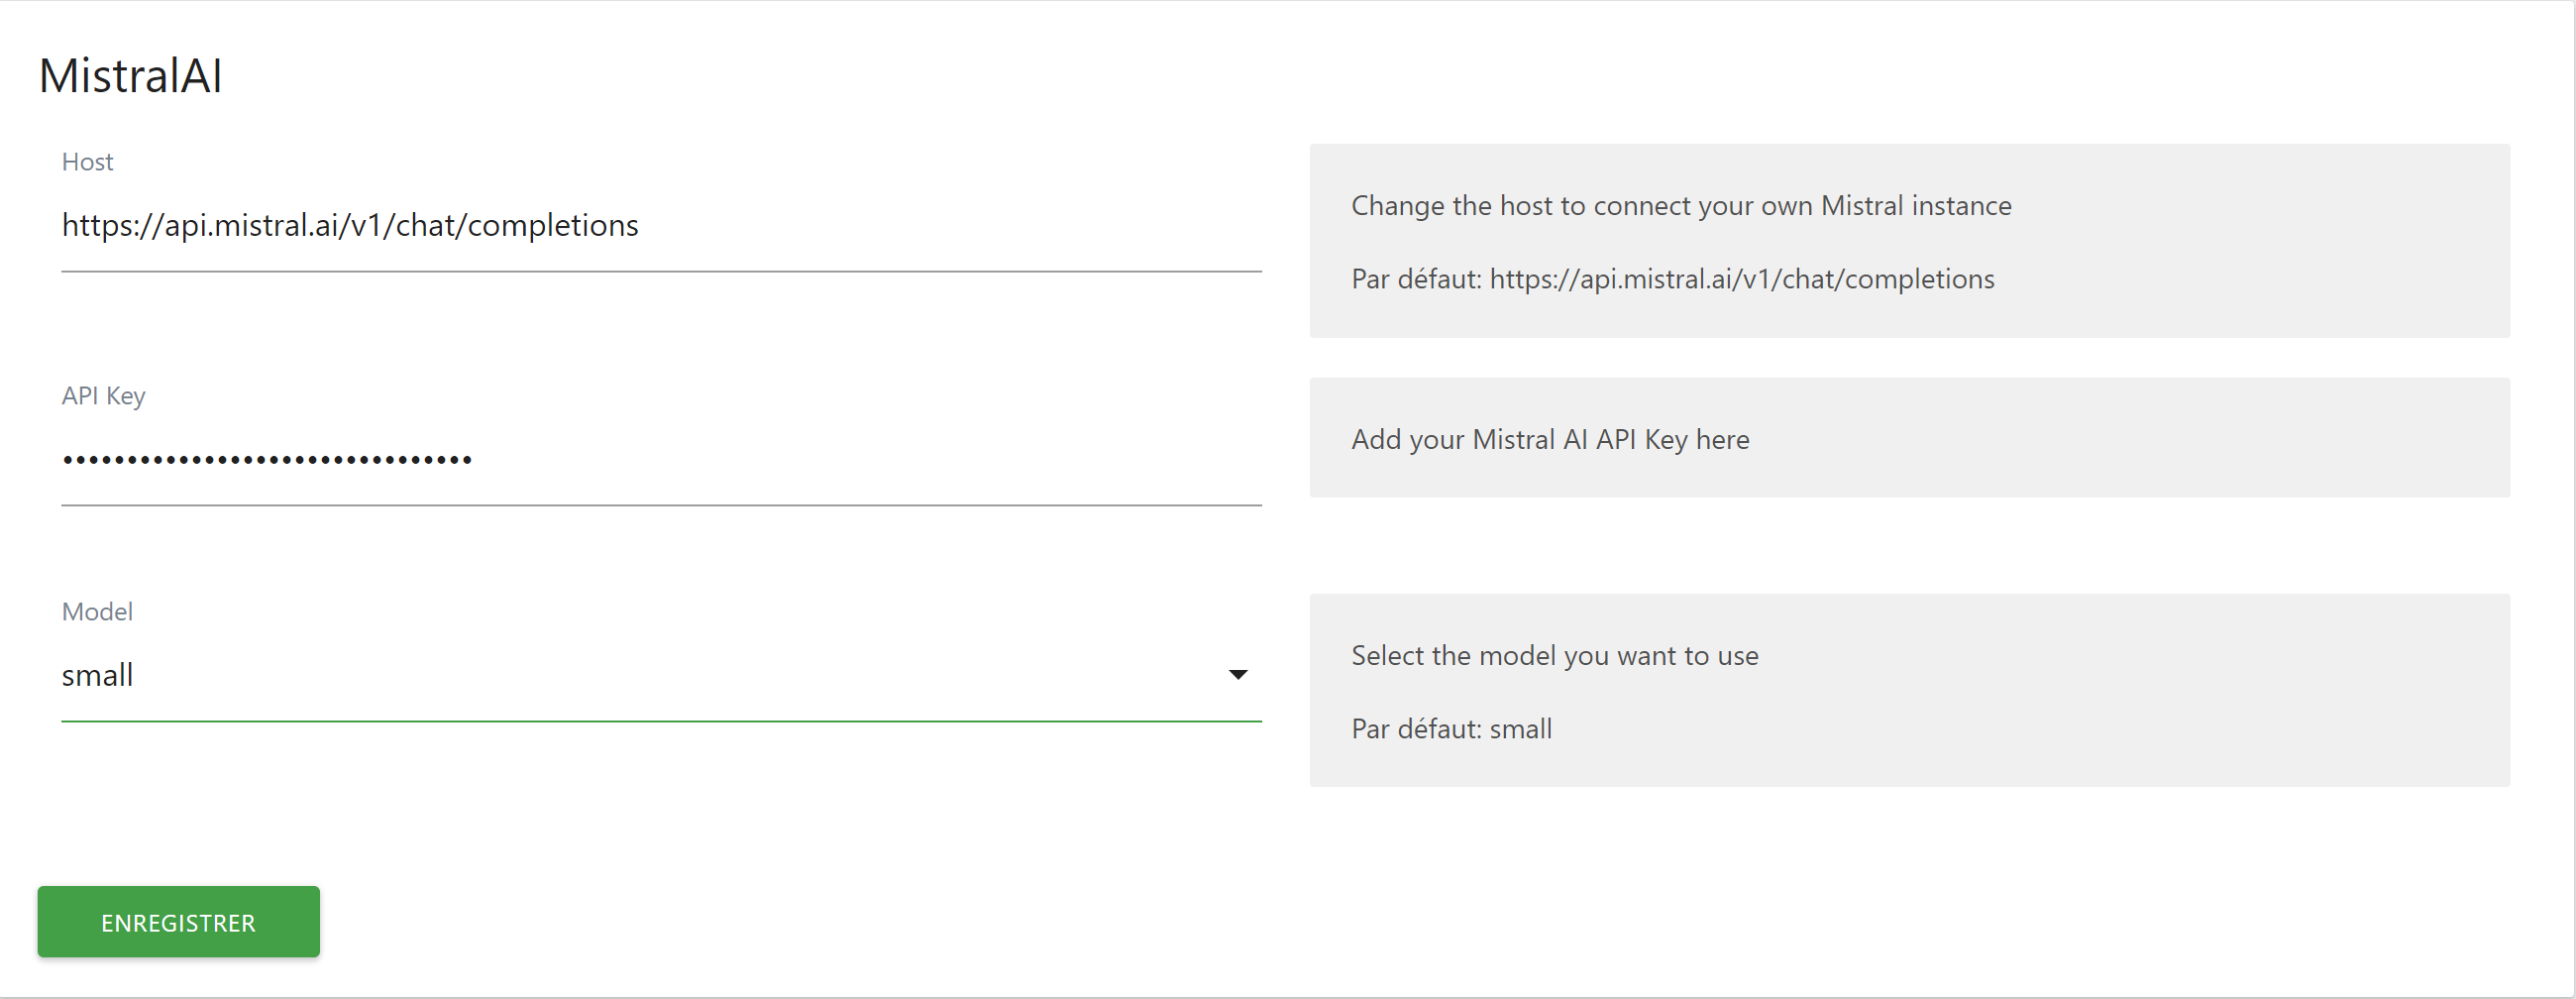 MistralAI
Host
https://api.mistral.ai/v1/chat/completions
Change the host to connect your own Mistral instance
Par défaut: https://api.mistral.ai/v1/chat/completions
API Key
••••••••••••••••••••••••••••••••
Add your Mistral AI API Key here
Model
small
Select the model you want to use
Par défaut: small
ENREGISTRER